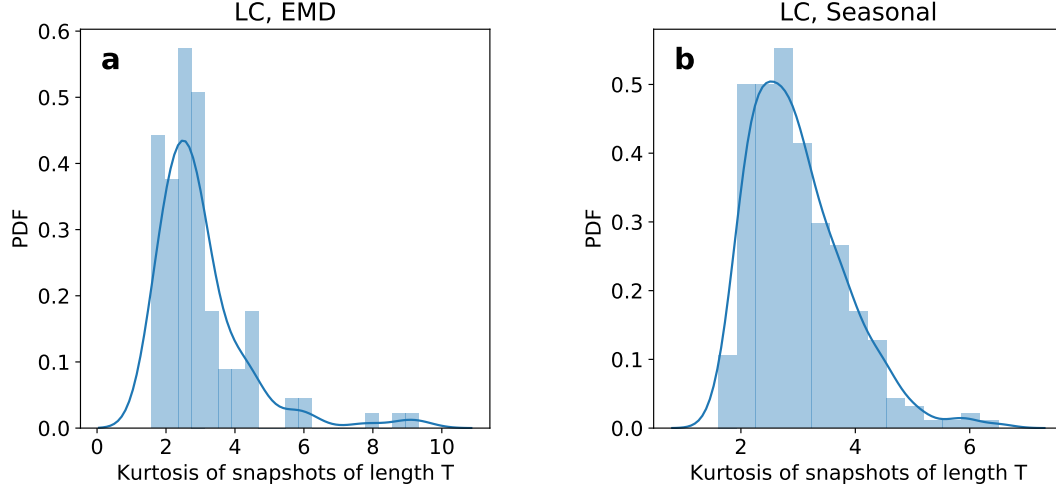 LC, EMD
a
PDF
0.6
0.5
0.4
0.3
0.2
0.1
0.0
0 2 4 6 8 10
Kurtosis of snapshots of length T
LC, Seasonal
b
PDF
0.5
0.4
0.3
0.2
0.1
0.0
2 4 6
Kurtosis of snapshots of length T